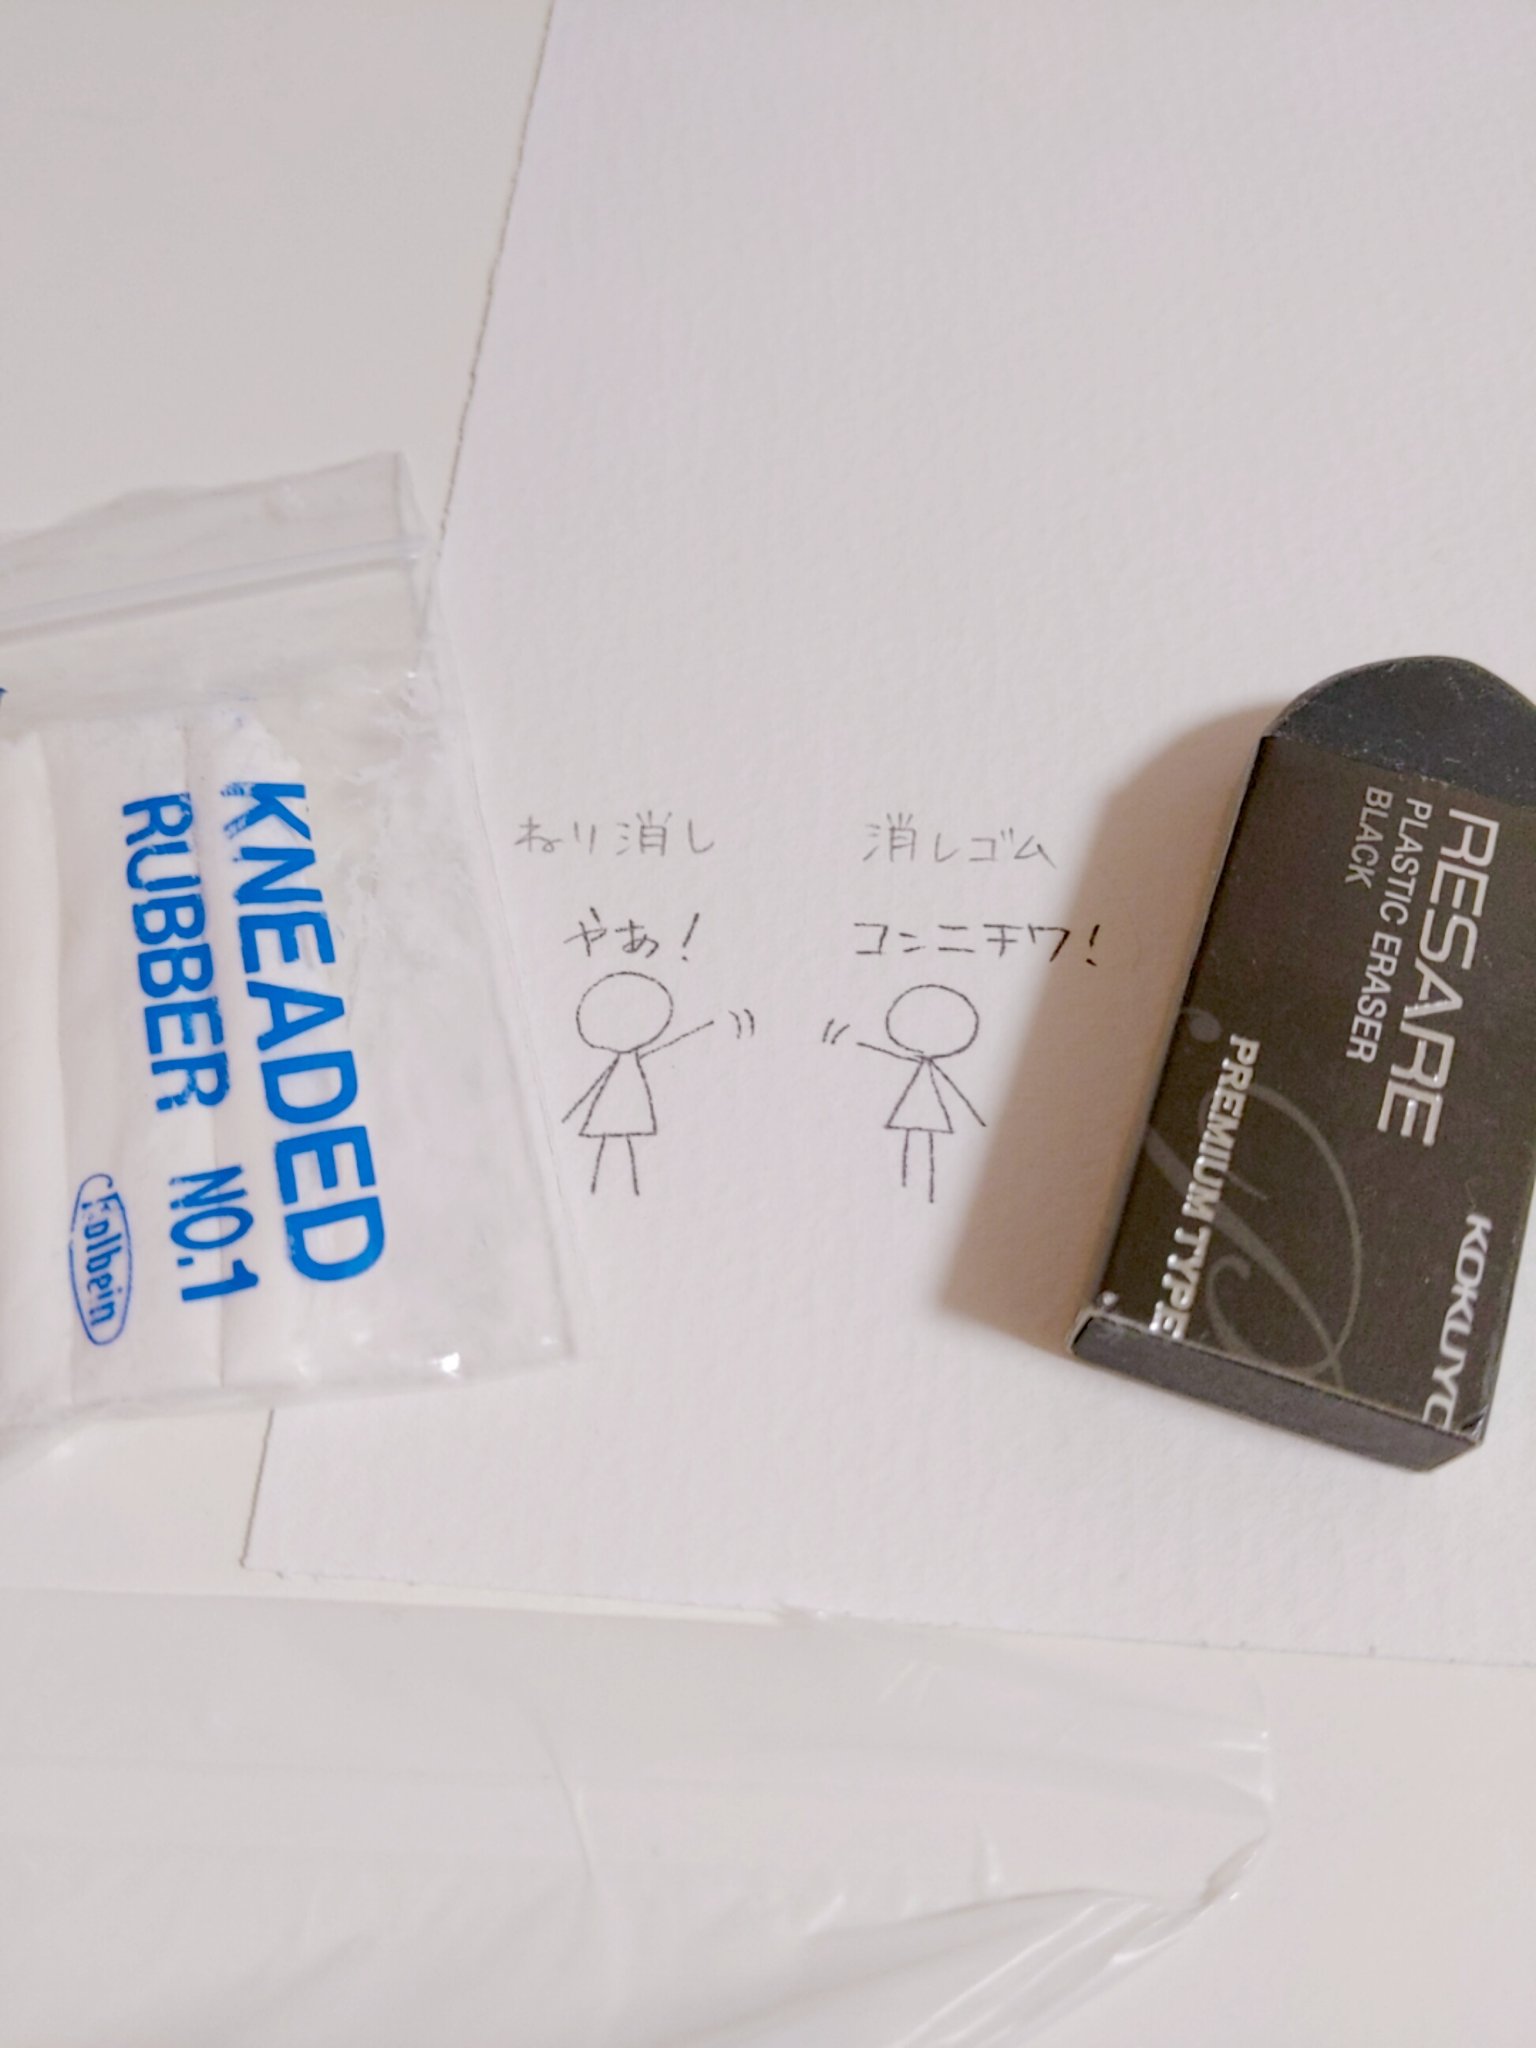 KNEADED
RUBBER NO.1
Holbein
ねり消し
やあ!
消しゴム
コンニチワ!
RESARE
PLASTIC ERASER
BLACK
PREMIUM TYPE
KOKUYO